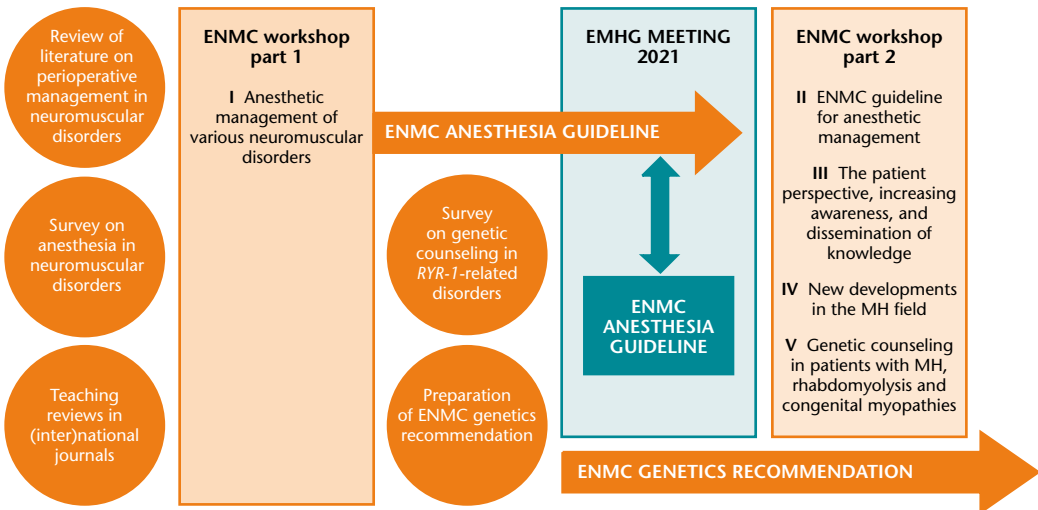 Review of
literature on
perioperative
management in
neuromuscular
disorders
Survey on
anesthesia in
neuromuscular
disorders
Teaching
reviews in
(inter)national
journals
ENMC workshop
part 1
I Anesthetic
management of
various neuromuscular
disorders
ENMC ANESTHESIA GUIDELINE
Survey
on genetic
counseling in
RYR-1-related
disorders
Preparation
of ENMC genetics
recommendation
EMHG MEETING
2021
ENMC
ANESTHESIA
GUIDELINE
ENMC workshop
part 2
II ENMC guideline
for anesthetic
management
III The patient
perspective, increasing
awareness, and
dissemination of
knowledge
IV New developments
in the MH field
V Genetic counseling
in patients with MH,
rhabdomyolysis and
congenital myopathies
ENMC GENETICS RECOMMENDATION